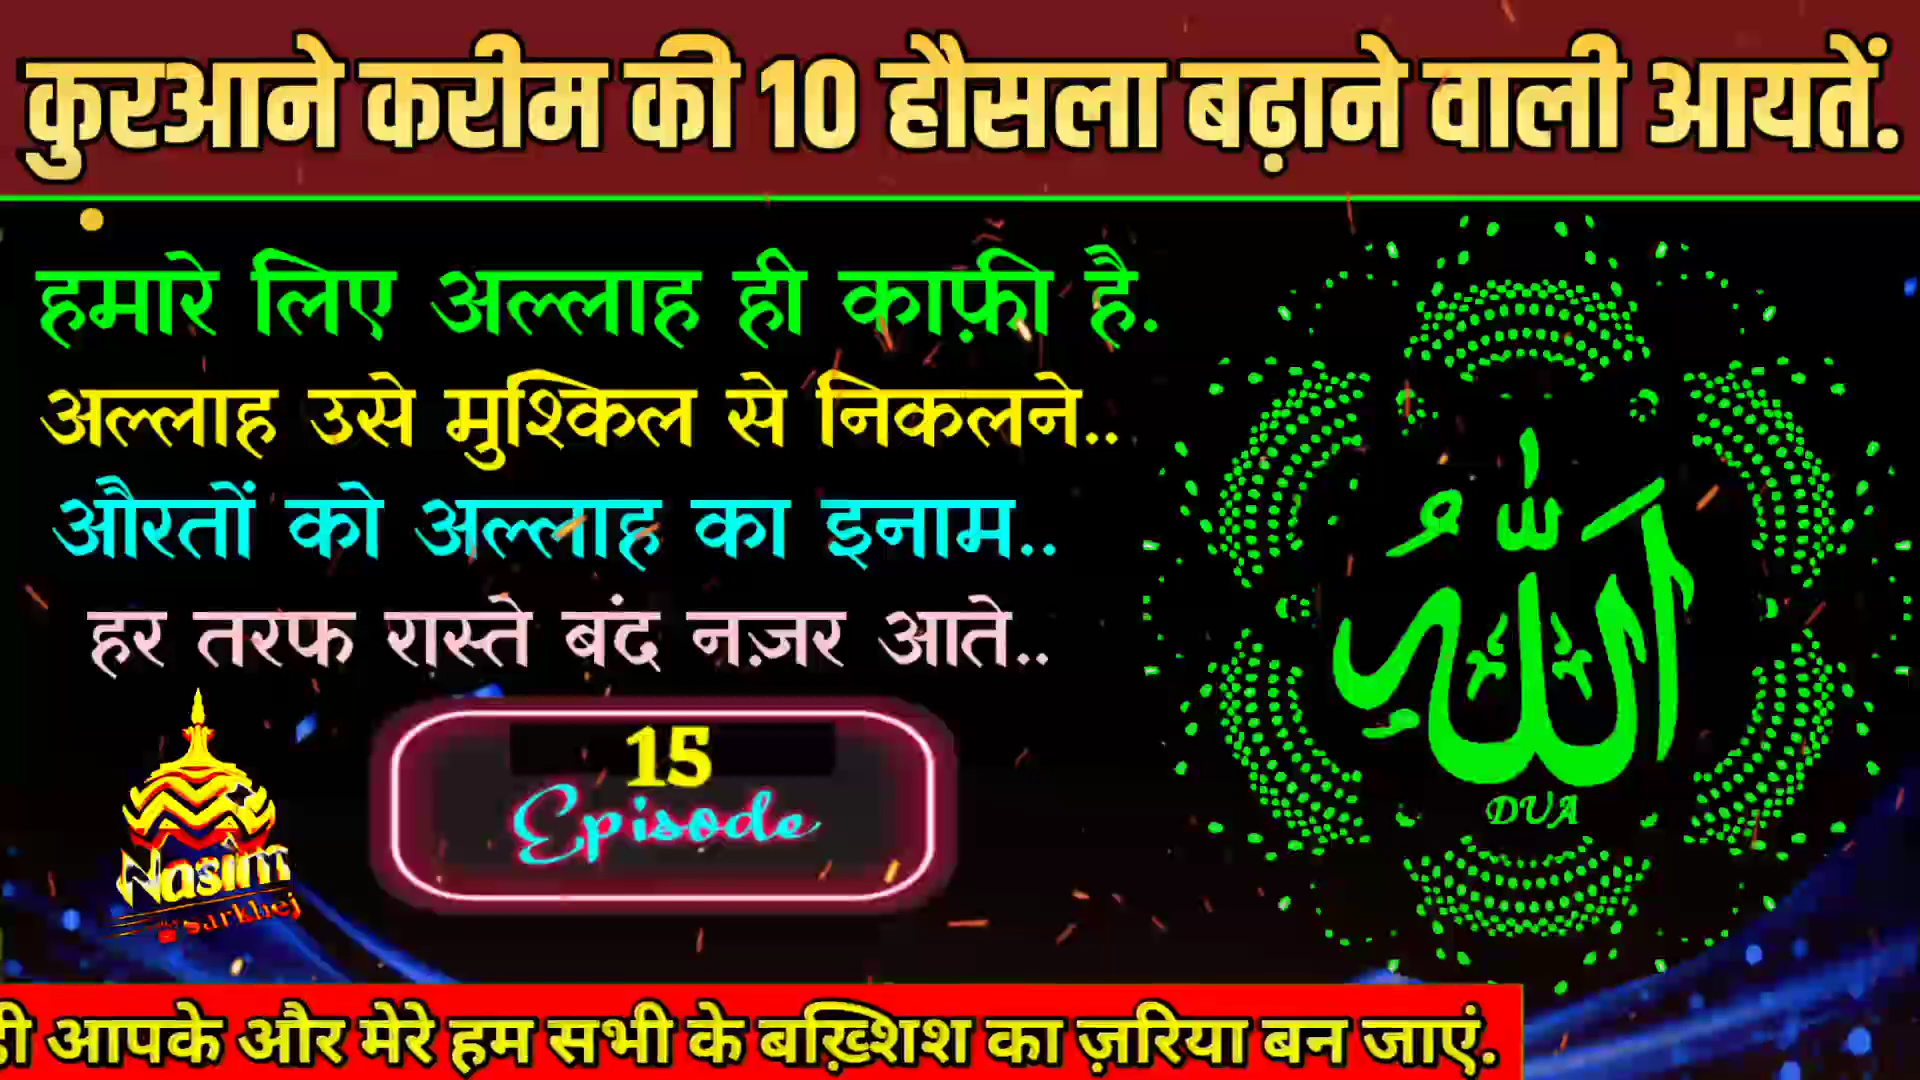 कुरआने करीम की 10 हौसला बढ़ाने वाली आयतें.
हमारे लिए अल्लाह ही काफ़ी है.
अल्लाह उसे मुश्किल से निकलने..
औरतों को अल्लाह का इनाम..
हर तरफ रास्ते बंद नज़र आते..
15
Episode
الله
DUA
Nasim
Sarkhej
आपके और मेरे हम सभी के बख़्शिश का ज़रिया बन जाएं.